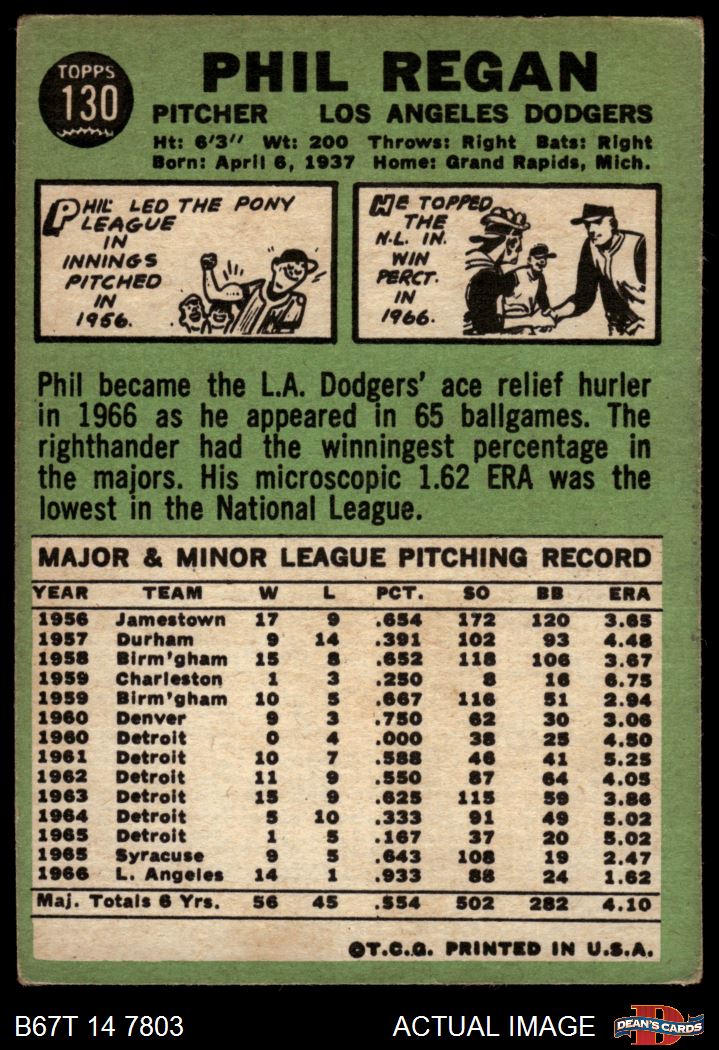 TOPPS
130
PHIL REGAN
PITCHER LOS ANGELES DODGERS
Ht: 6'3" Wt: 200 Throws: Right Bats: Right
Born: April 6, 1937 Home: Grand Rapids, Mich.
PHIL LED THE PONY
LEAGUE
IN
INNINGS
PITCHED
IN
1956.
HE TOPPED
THE
N.L. IN
WIN
PERCT.
IN
1966.
Phil became the L.A. Dodgers' ace relief hurler
in 1966 as he appeared in 65 ballgames. The
righthander had the winningest percentage in
the majors. His microscopic 1.62 ERA was the
lowest in the National League.
MAJOR & MINOR LEAGUE PITCHING RECORD
YEAR TEAM W L PCT. SO BB ERA
1956 Jamestown 17 9 .654 172 120 3.65
1957 Durham 9 14 .391 102 93 4.48
1958 Birm'gham 15 8 .652 118 106 3.67
1959 Charleston 1 3 .250 8 16 6.75
1959 Birm'gham 10 5 .667 116 51 2.94
1960 Denver 9 3 .750 62 30 3.06
1960 Detroit 0 4 .000 38 25 4.50
1961 Detroit 10 7 .588 46 41 5.25
1962 Detroit 11 9 .550 87 64 4.05
1963 Detroit 15 9 .625 115 59 3.86
1964 Detroit 5 10 .333 91 49 5.02
1965 Detroit 1 5 .167 37 20 5.02
1965 Syracuse 9 5 .643 108 19 2.47
1966 L. Angeles 14 1 .933 88 24 1.62
Maj. Totals 6 Yrs. 56 45 .554 502 282 4.10
©T.C.G. PRINTED IN U.S.A.
B67T 14 7803 ACTUAL IMAGE
D DEAN'S CARDS